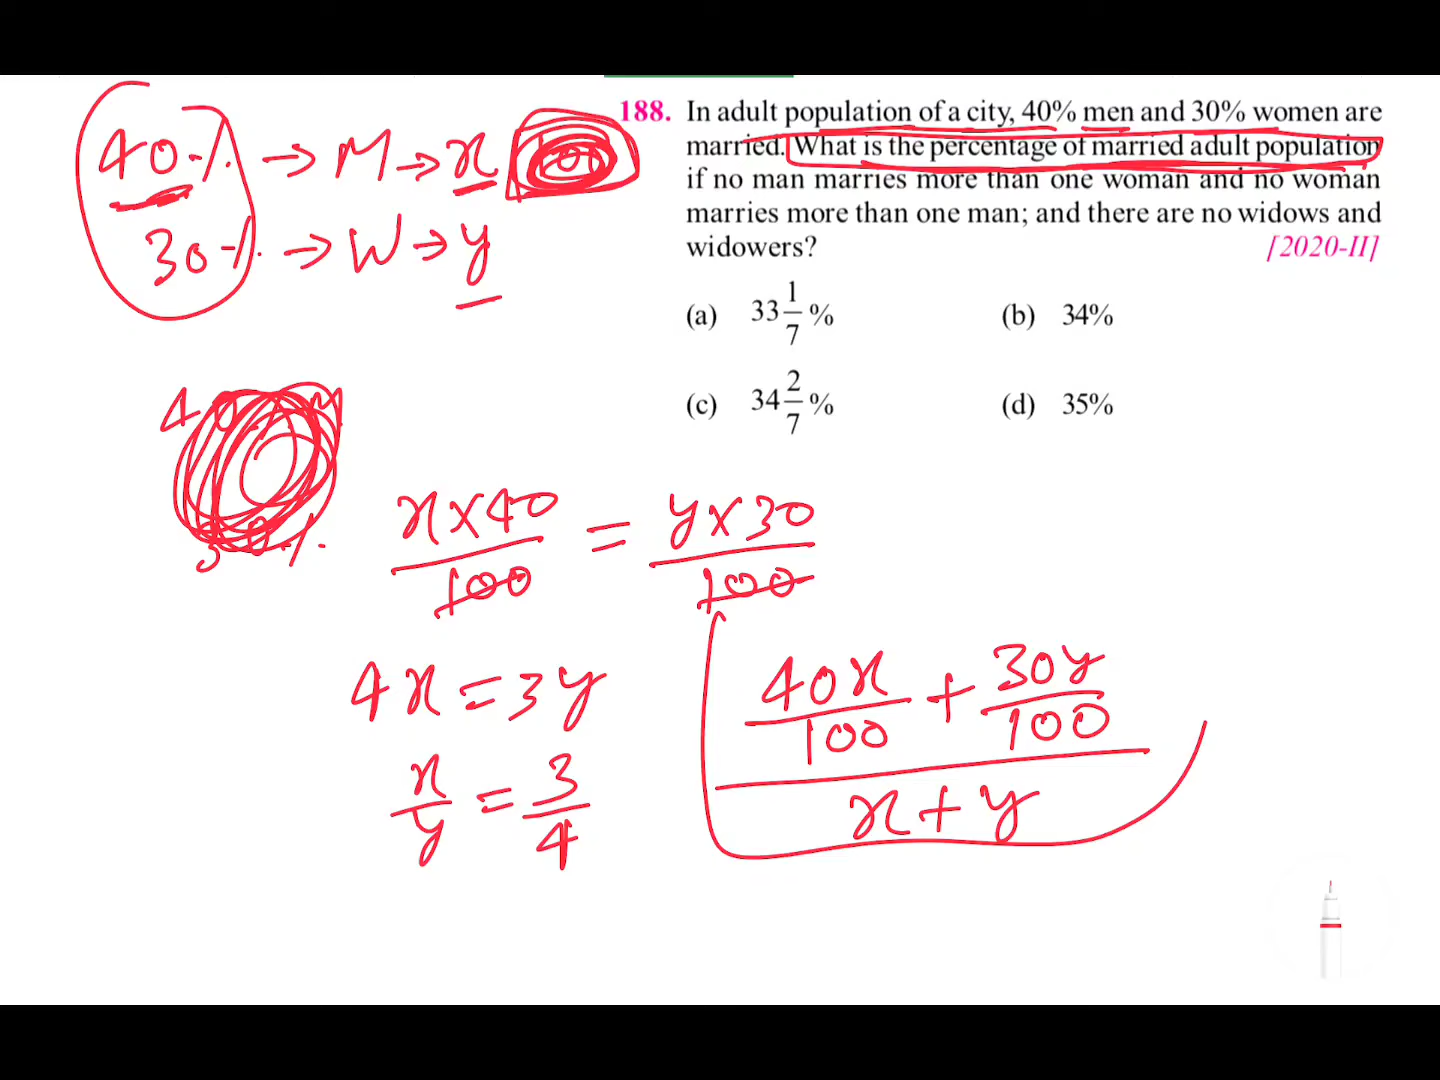 188. In adult population of a city, 40% men and 30% women are
married. What is the percentage of married adult population
if no man marries more than one woman and no woman
marries more than one man; and there are no widows and
widowers? [2020-II]
(a) 33 1/7 % (b) 34%
(c) 34 2/7 % (d) 35%
40% → M → x
30% → W → y
40 M
30%
x×40/100 = y×30/100
4x = 3y
x/y = 3/4
(40x/100 + 30y/100)/(x+y)